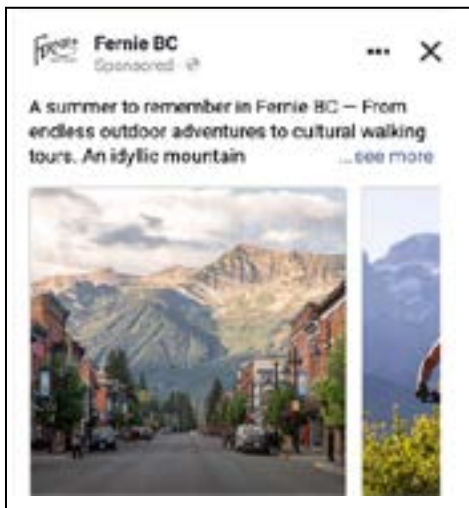 Fernie
Fernie BC
Sponsored ·
A summer to remember in Fernie BC — From
endless outdoor adventures to cultural walking
tours. An idyllic mountain ...see more